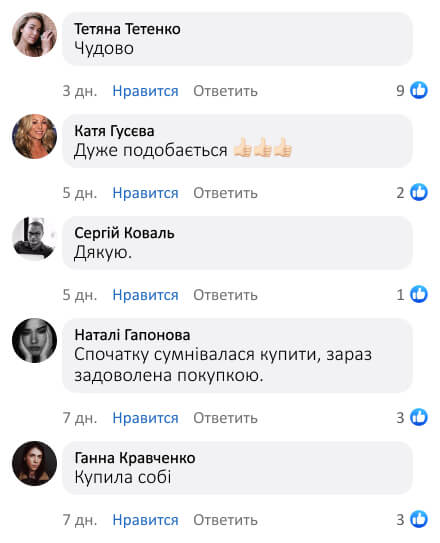 Тетяна Тетенко
Чудово
3 дн. Нравится Ответить 9
Катя Гусєва
Дуже подобається 👍🏻👍🏻👍🏻
5 дн. Нравится Ответить 2
Сергій Коваль
Дякую.
5 дн. Нравится Ответить 1
Наталі Гапонова
Спочатку сумнівалася купити, зараз
задоволена покупкою.
7 дн. Нравится Ответить 3
Ганна Кравченко
Купила собі
7 дн. Нравится Ответить 3